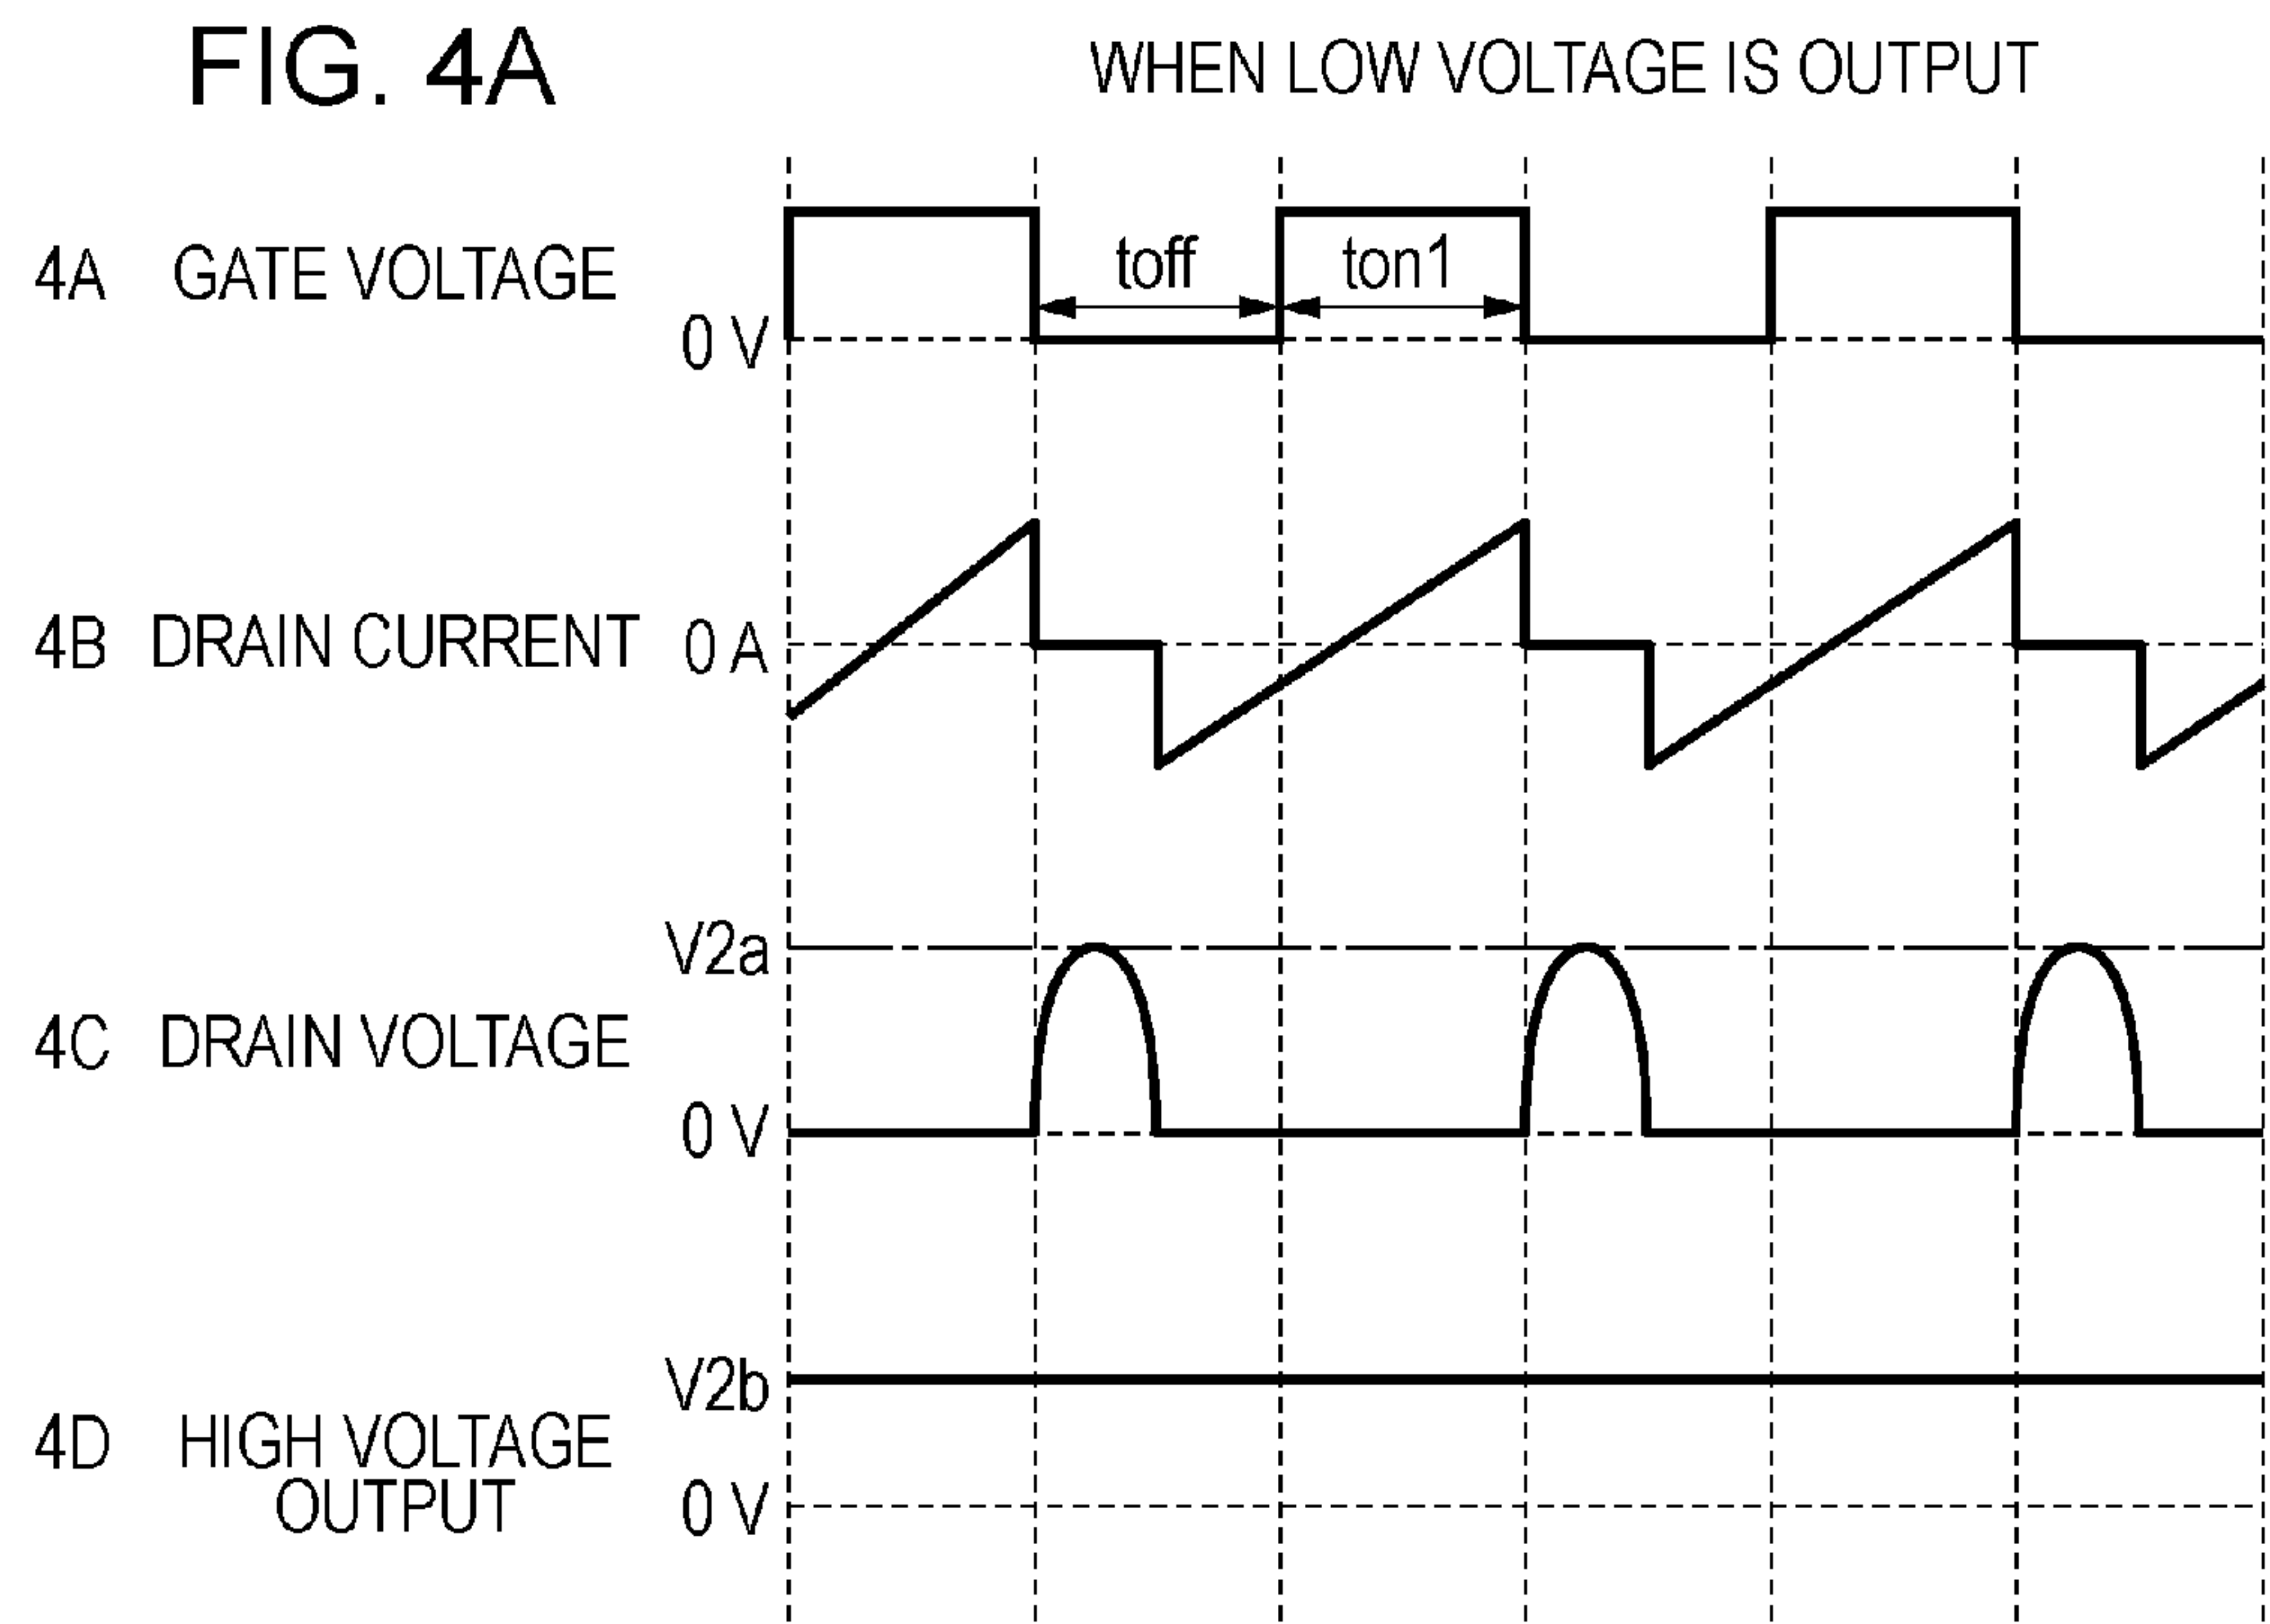 FIG. 4A
WHEN LOW VOLTAGE IS OUTPUT
4A GATE VOLTAGE
0 V
toff
ton1
4B DRAIN CURRENT
0 A
V2a
4C DRAIN VOLTAGE
0 V
V2b
4D HIGH VOLTAGE
OUTPUT
0 V